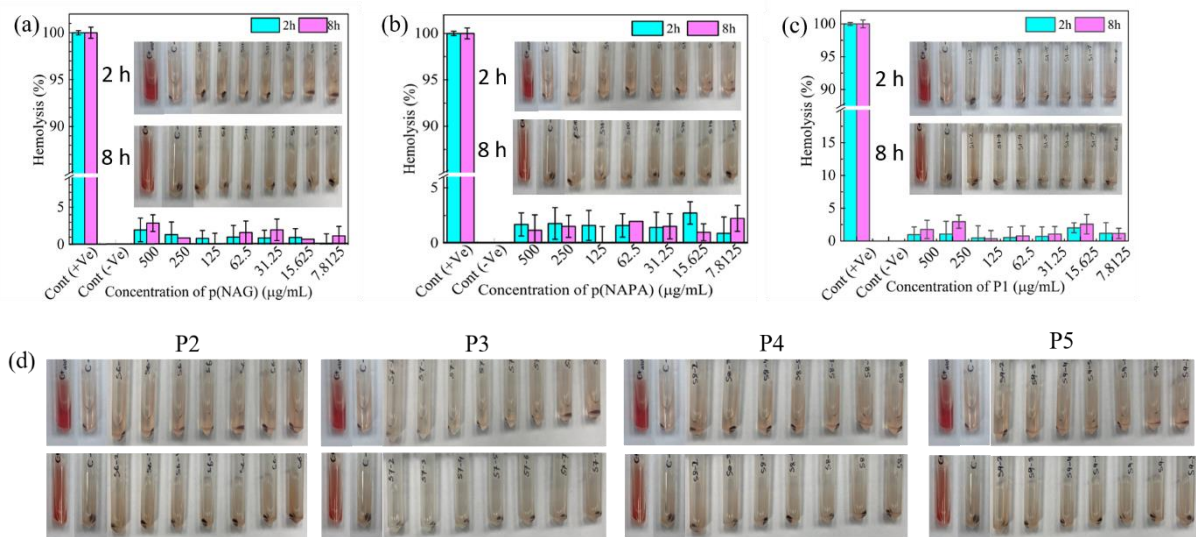 (a)
2h 8h
100
95
90
5
0
Hemolysis (%)
2 h
8 h
Cont (+Ve) Cont (-Ve) 500 250 125 62.5 31.25 15.625 7.8125
Concentration of p(NAG) (μg/mL)
(b)
2h 8h
100
95
90
5
0
Hemolysis (%)
2 h
8 h
Cont (+Ve) Cont (-Ve) 500 250 125 62.5 31.25 15.625 7.8125
Concentration of p(NAPA) (μg/mL)
(c)
2h 8h
100
95
90
15
10
5
0
Hemolysis (%)
2 h
8 h
Cont (+Ve) Cont (-Ve) 500 250 125 62.5 31.25 15.625 7.8125
Concentration of P1 (μg/mL)
(d)
P2 P3 P4 P5